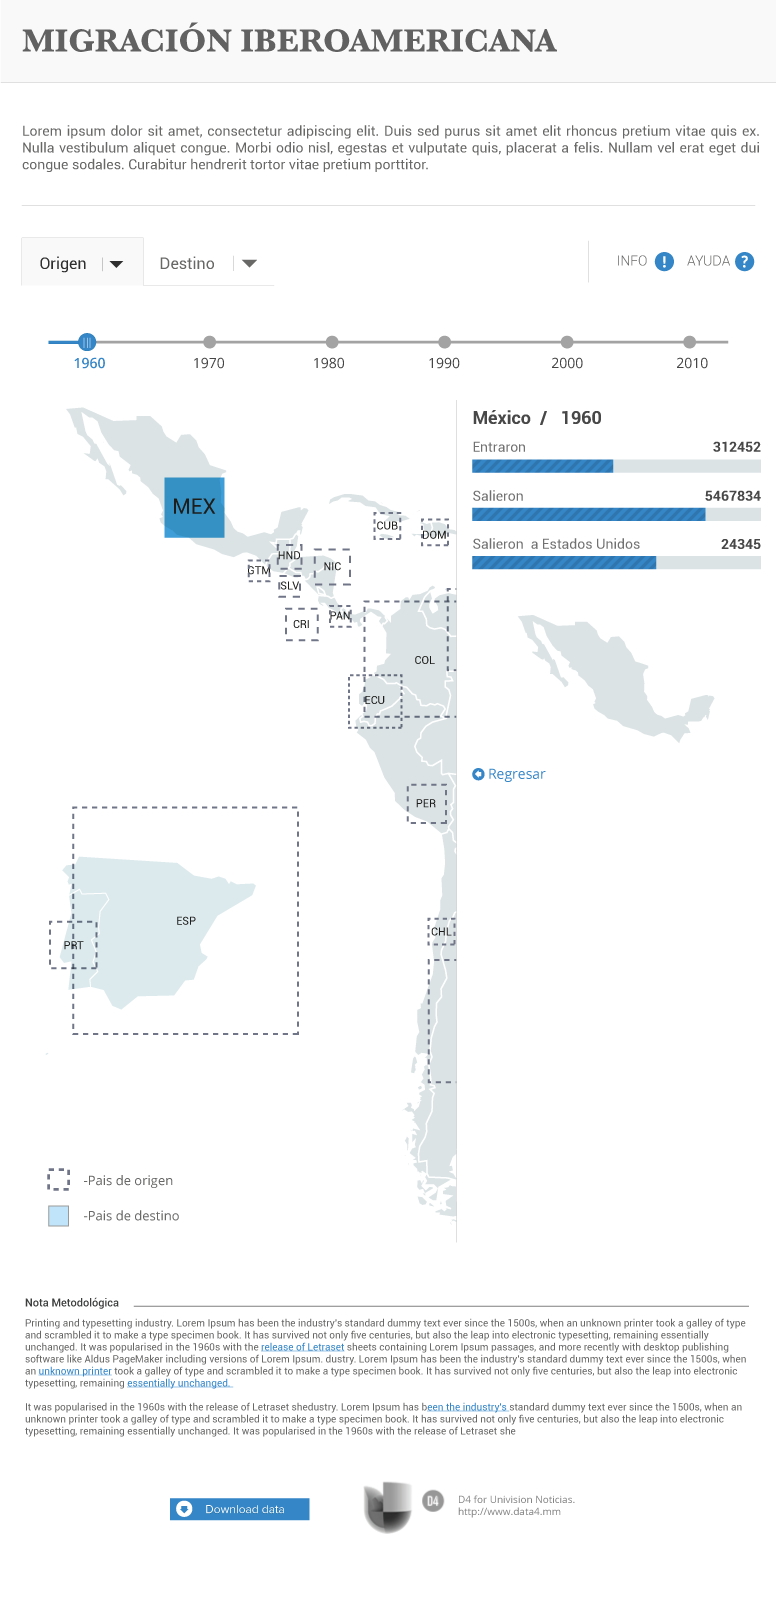 MIGRACIÓN IBEROAMERICANA
Lorem ipsum dolor sit amet, consectetur adipiscing elit. Duis sed purus sit amet elit rhoncus pretium vitae quis ex.
Nulla vestibulum aliquet congue. Morbi odio nisl, egestas et vulputate quis, placerat a felis. Nullam vel erat eget dui
congue sodales. Curabitur hendrerit tortor vitae pretium porttitor.
Origen
Destino
INFO !
AYUDA ?
1960
1970
1980
1990
2000
2010
México / 1960
Entraron 312452
Salieron 5467834
Salieron a Estados Unidos 24345
Regresar
MEX
CUB
DOM
HND
GTM
NIC
SLV
PAN
CRI
COL
ECU
PER
ESP
PRT
CHL
-Pais de origen
-Pais de destino
Nota Metodológica
Printing and typesetting industry. Lorem Ipsum has been the industry's standard dummy text ever since the 1500s, when an unknown printer took a galley of type
and scrambled it to make a type specimen book. It has survived not only five centuries, but also the leap into electronic typesetting, remaining essentially
unchanged. It was popularised in the 1960s with the release of Letraset sheets containing Lorem Ipsum passages, and more recently with desktop publishing
software like Aldus PageMaker including versions of Lorem Ipsum. dustry. Lorem Ipsum has been the industry's standard dummy text ever since the 1500s, when
an unknown printer took a galley of type and scrambled it to make a type specimen book. It has survived not only five centuries, but also the leap into electronic
typesetting, remaining essentially unchanged.
It was popularised in the 1960s with the release of Letraset shedustry. Lorem Ipsum has been the industry's standard dummy text ever since the 1500s, when an
unknown printer took a galley of type and scrambled it to make a type specimen book. It has survived not only five centuries, but also the leap into electronic
typesetting, remaining essentially unchanged. It was popularised in the 1960s with the release of Letraset she
Download data
D4
D4 for Univision Noticias.
http://www.data4.mm